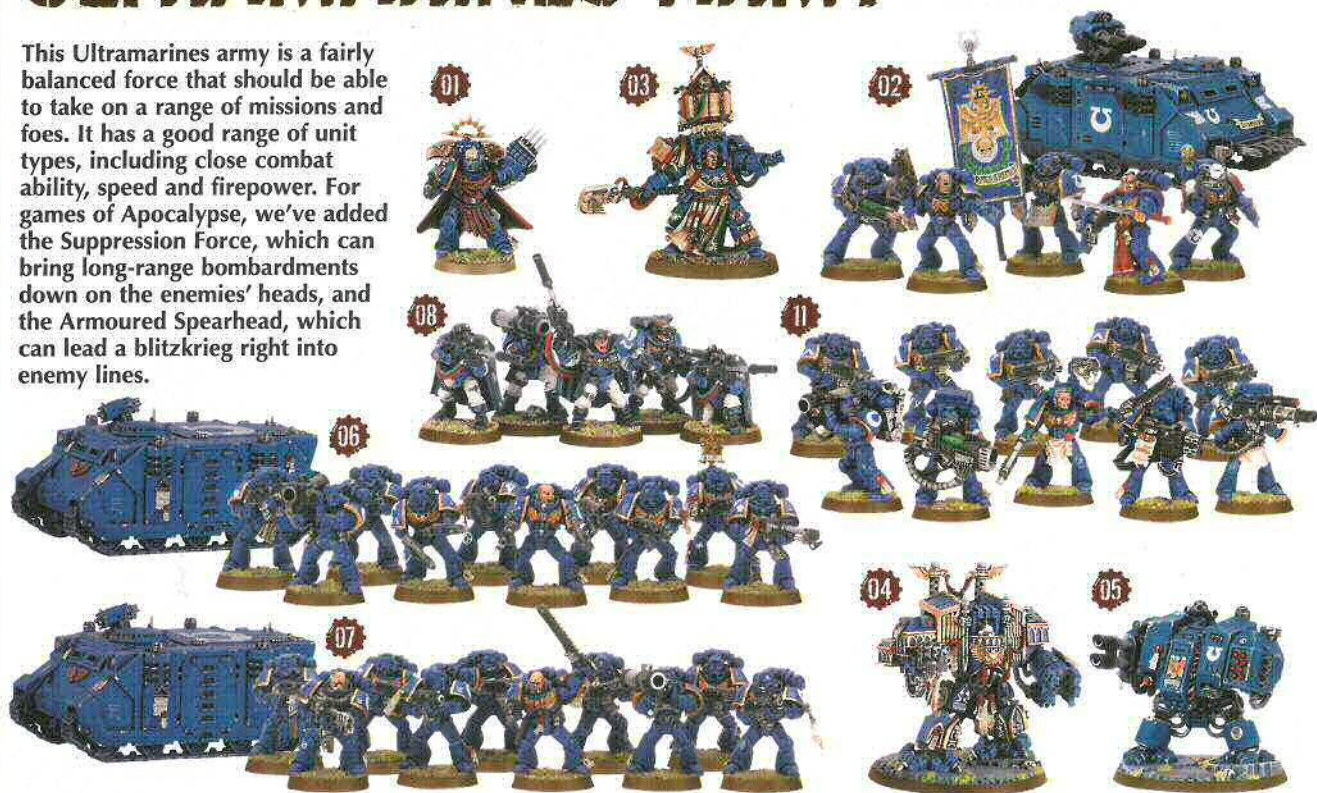 This Ultramarines army is a fairly
balanced force that should be able
to take on a range of missions and
foes. It has a good range of unit
types, including close combat
ability, speed and firepower. For
games of Apocalypse, we've added
the Suppression Force, which can
bring long-range bombardments
down on the enemies' heads, and
the Armoured Spearhead, which
can lead a blitzkrieg right into
enemy lines.
01
03
02
08
11
06
04
05
07